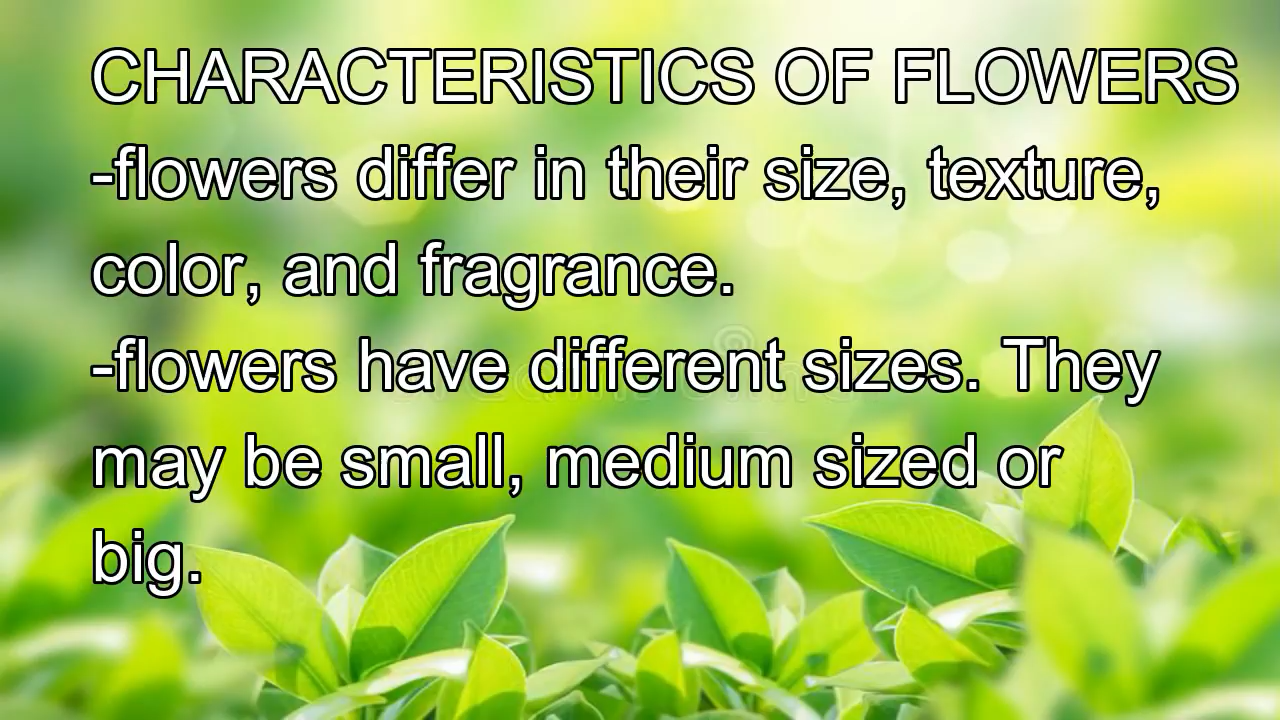 CHARACTERISTICS OF FLOWERS
-flowers differ in their size, texture,
color, and fragrance.
-flowers have different sizes. They
may be small, medium sized or
big.